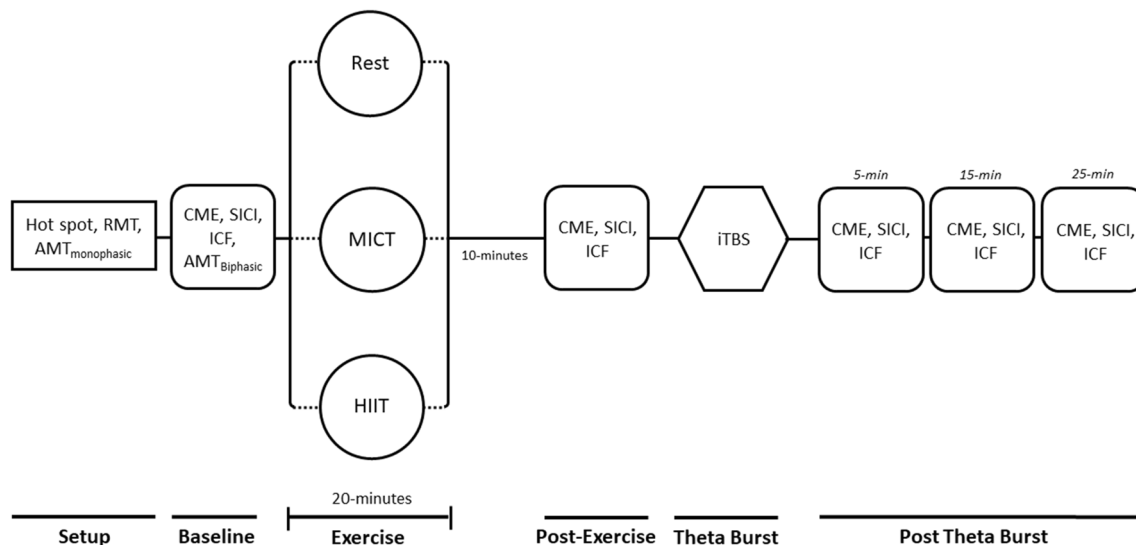 Rest
Hot spot, RMT,
AMTmonophasic
CME, SICI,
ICF,
AMTBiphasic
MICT
HIIT
10-minutes
CME, SICI,
ICF
iTBS
5-min
CME, SICI,
ICF
15-min
CME, SICI,
ICF
25-min
CME, SICI,
ICF
20-minutes
Setup
Baseline
Exercise
Post-Exercise
Theta Burst
Post Theta Burst